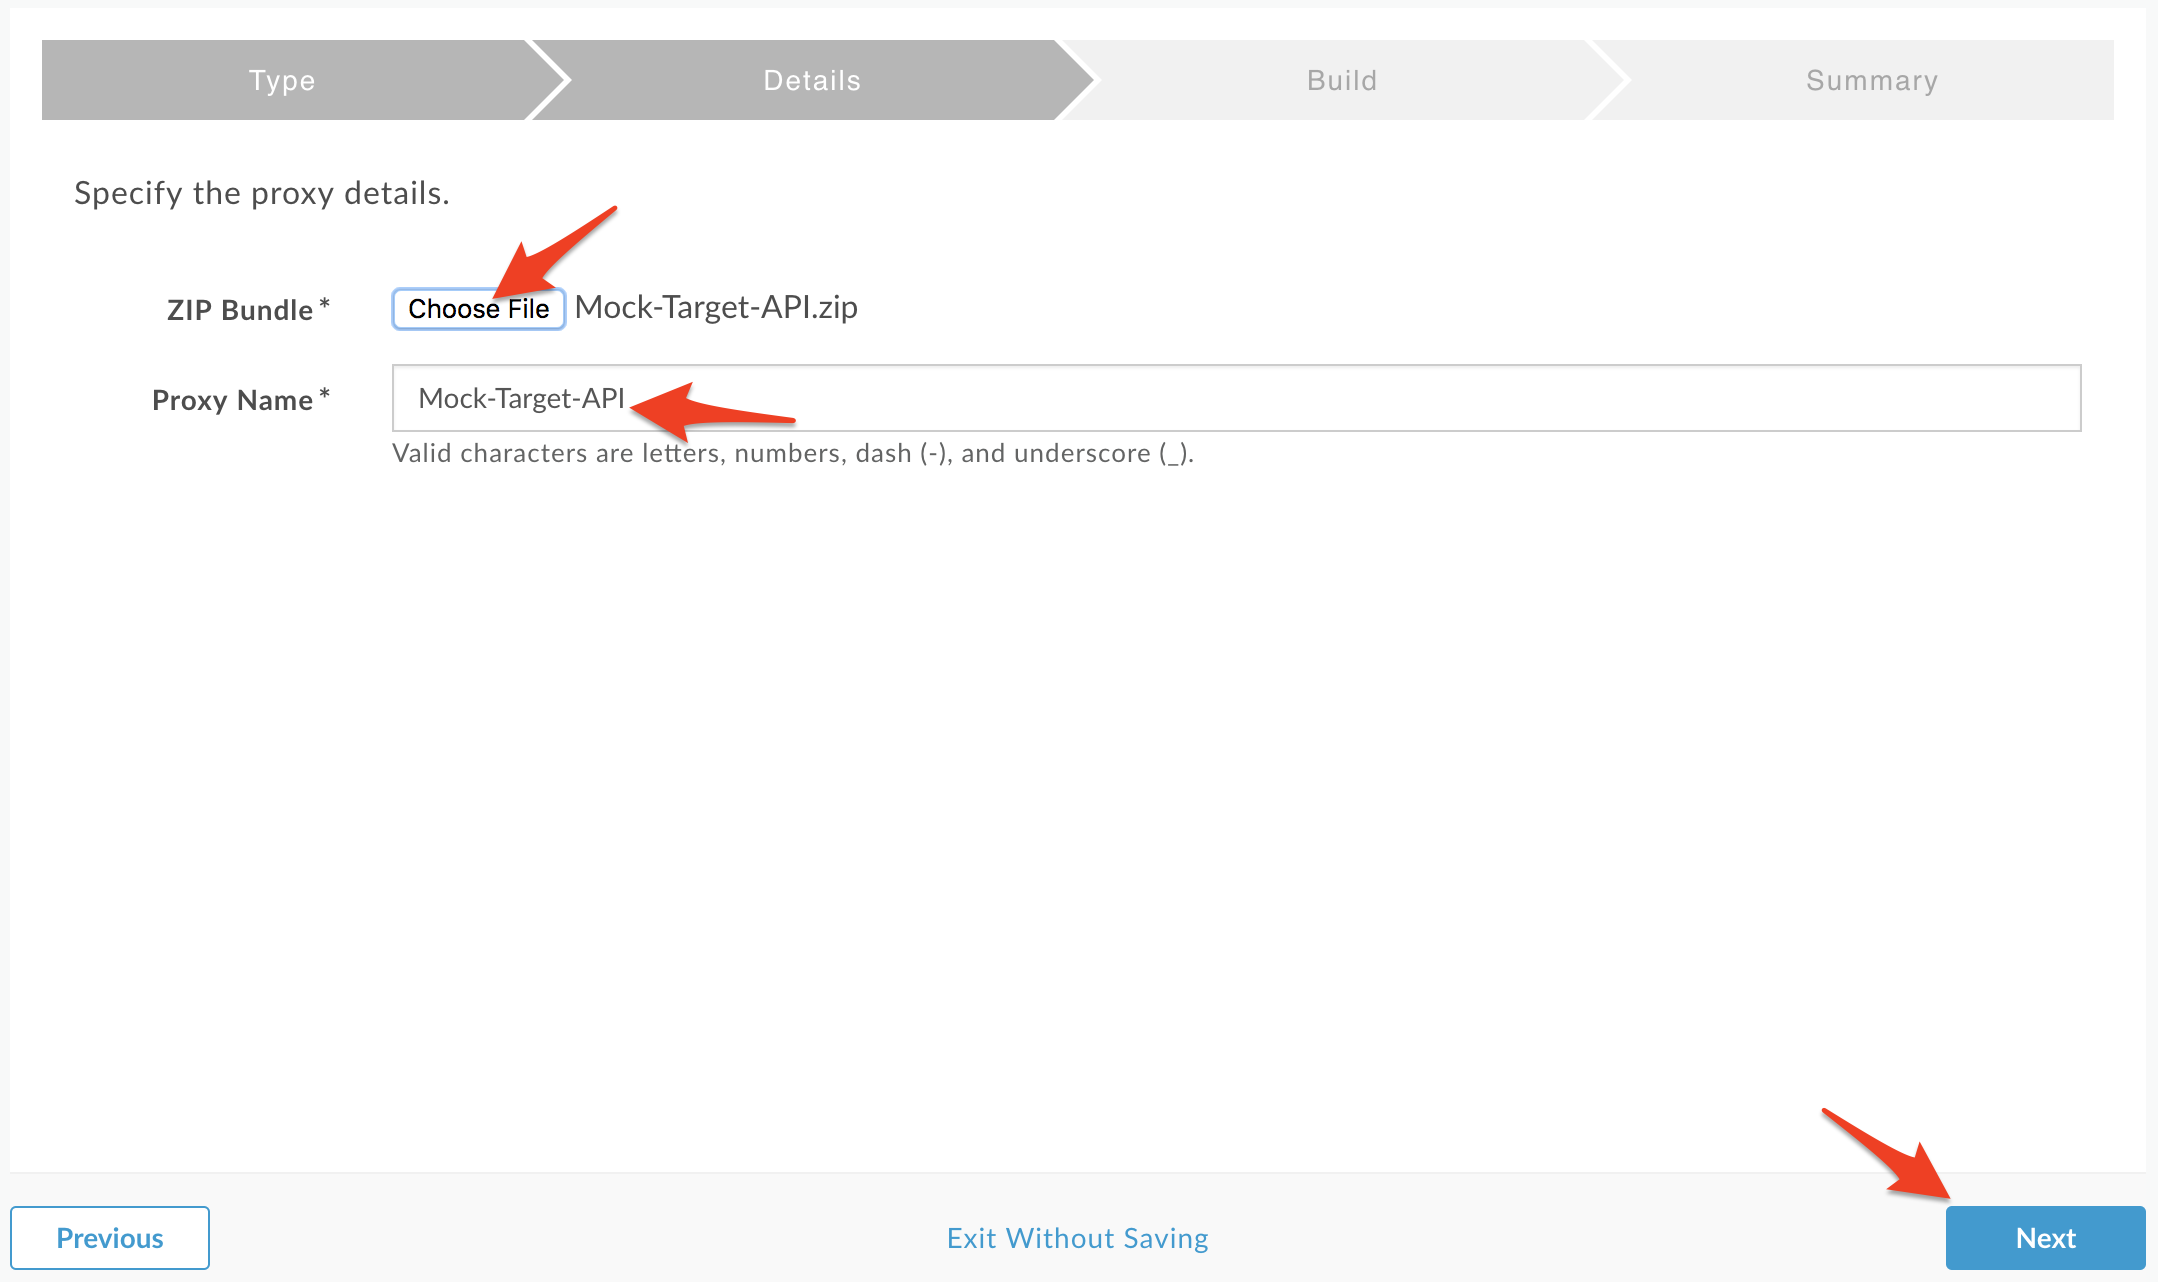 Type Details Build Summary
Specify the proxy details.
ZIP Bundle* Choose File Mock-Target-API.zip
Proxy Name* Mock-Target-API
Valid characters are letters, numbers, dash (-), and underscore (_).
Previous Exit Without Saving Next